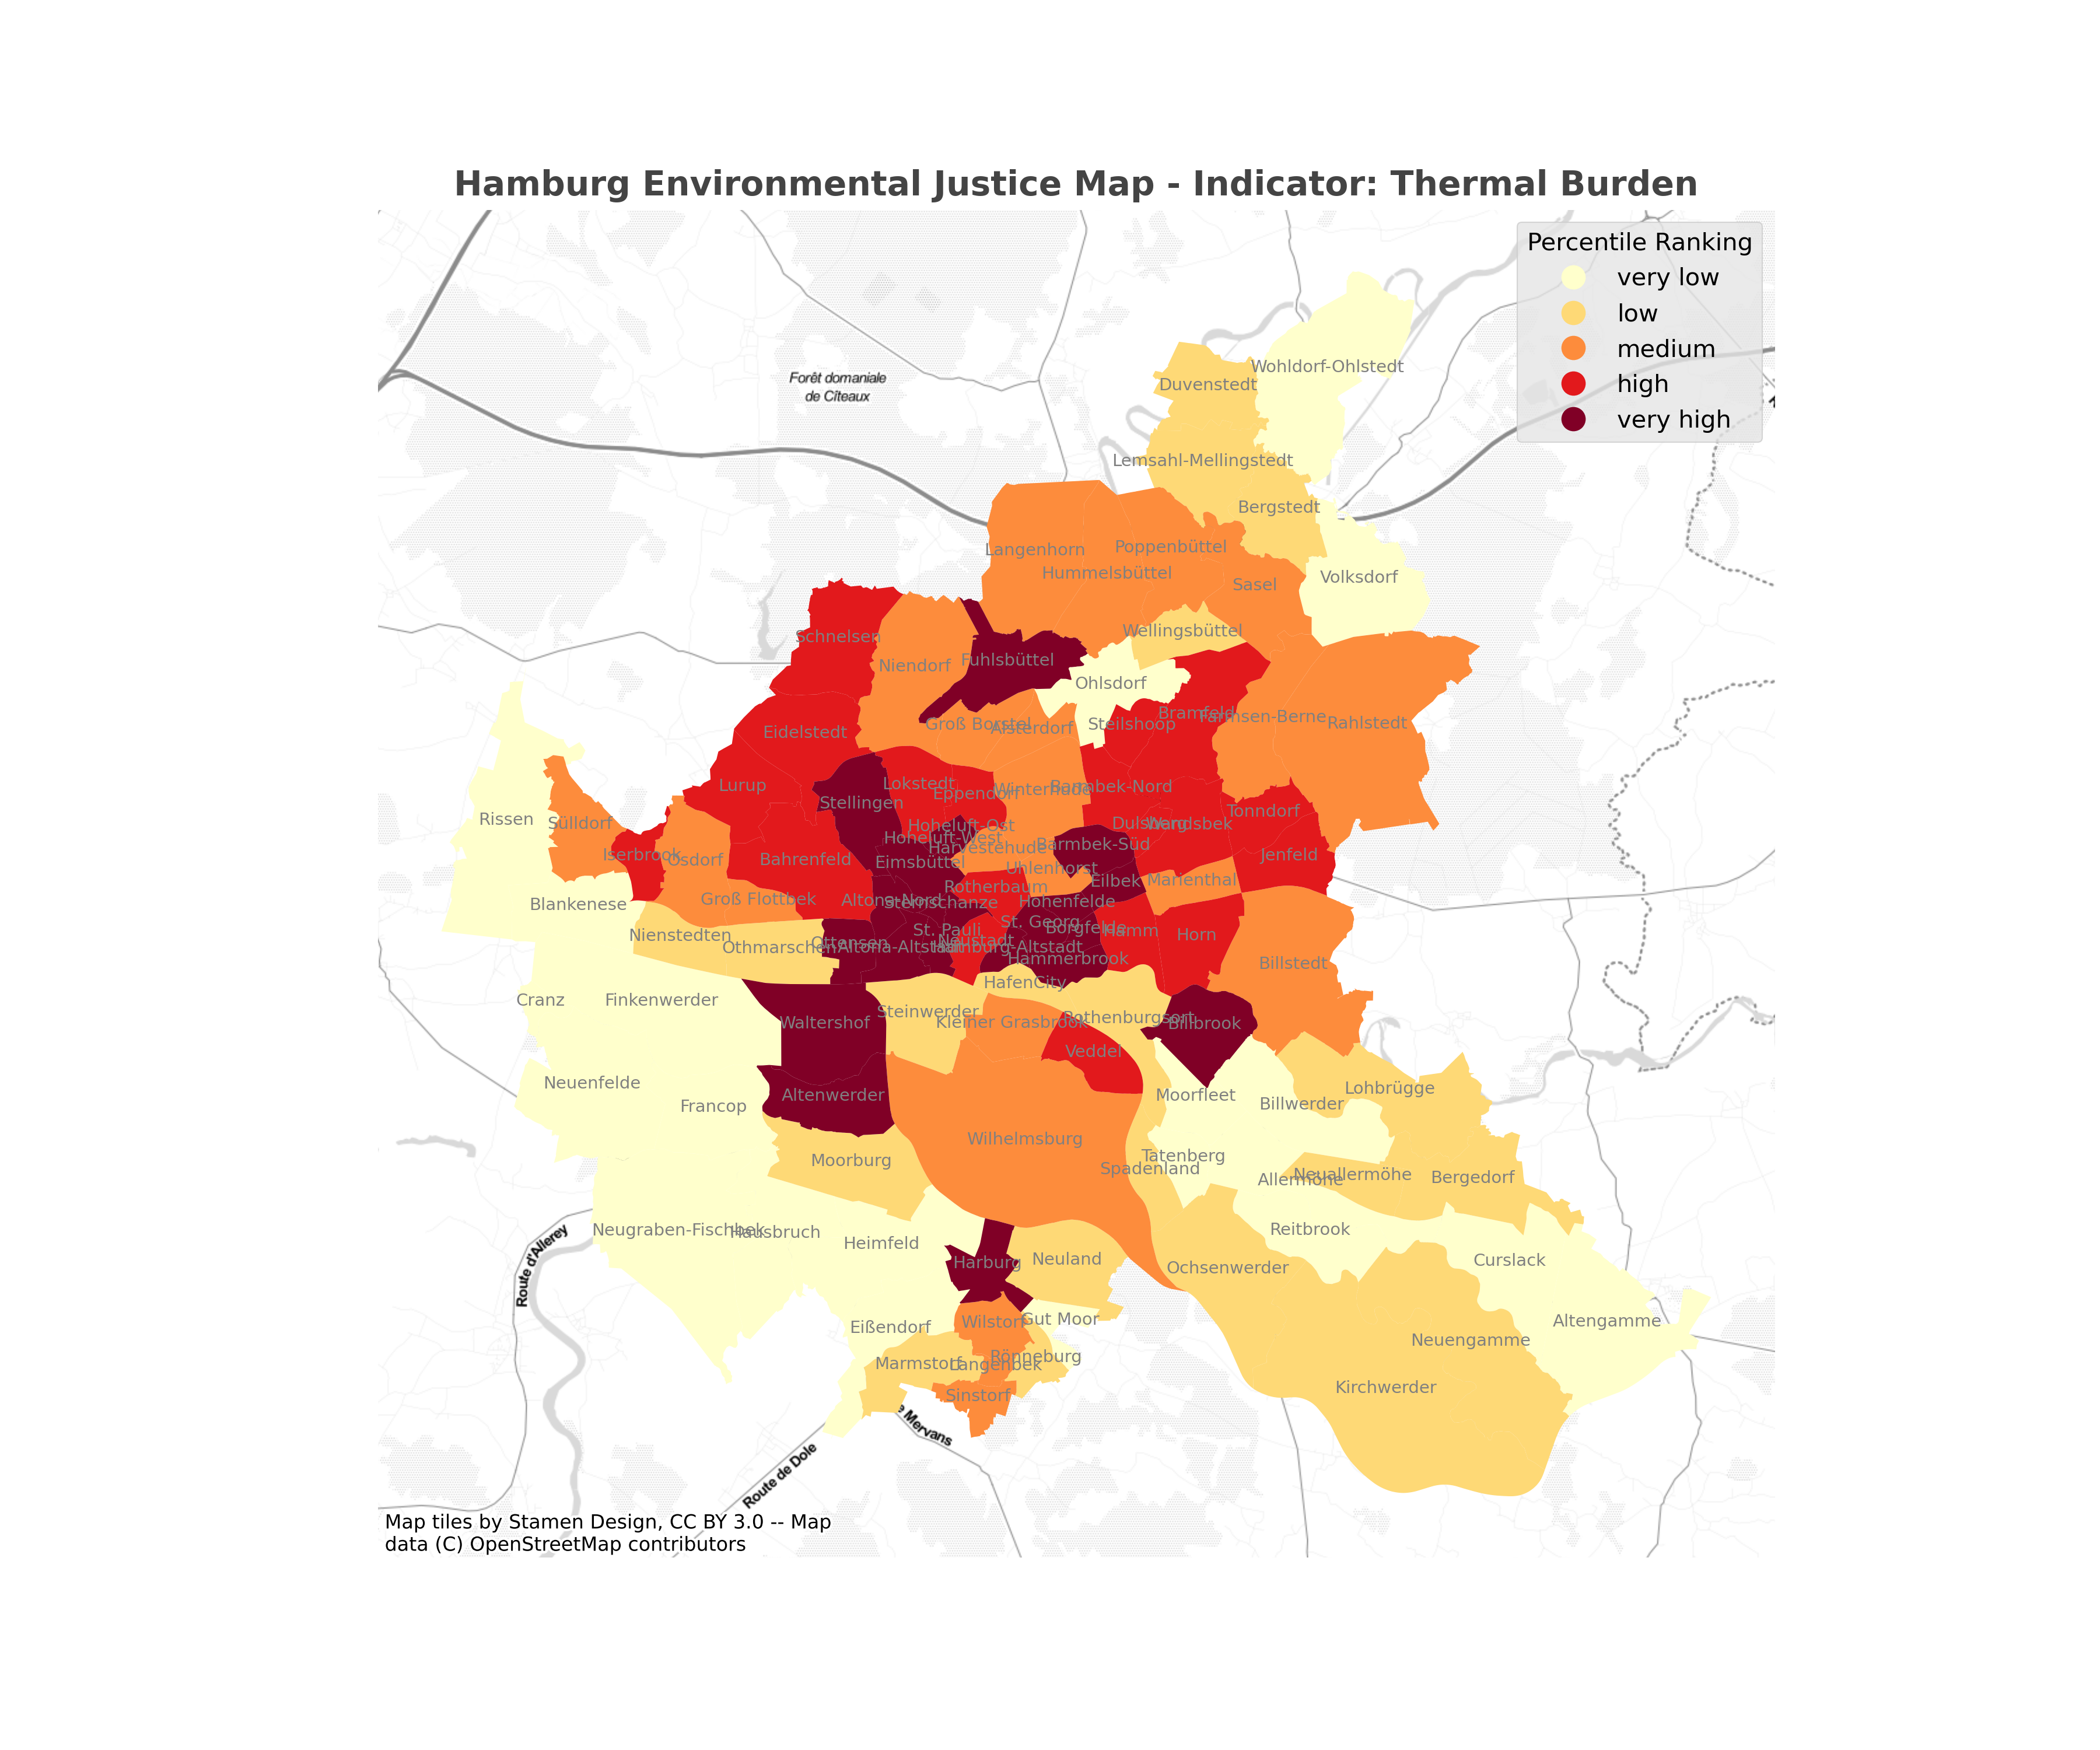 Hamburg Environmental Justice Map - Indicator: Thermal Burden
Percentile Ranking
very low
low
medium
high
very high
Forêt domaniale
de Cîteaux
Wohldorf-Ohlstedt
Duvenstedt
Lemsahl-Mellingstedt
Bergstedt
Langenhorn
Poppenbüttel
Hummelsbüttel
Volksdorf
Sasel
Wellingsbüttel
Schnelsen
Niendorf
Fuhlsbüttel
Ohlsdorf
Bramfeld
Farmsen-Berne
Rahlstedt
Groß Borstel
Alsterdorf
Steilshoop
Eidelstedt
Lurup
Lokstedt
Eppendorf
Winterhude
Barmbek-Nord
Stellingen
Tonndorf
Rissen
Sülldorf
Hoheluft-Ost
Dulsberg
Wandsbek
Hoheluft-West
Harvestehude
Barmbek-Süd
Iserbrook
Osdorf
Bahrenfeld
Eimsbüttel
Uhlenhorst
Jenfeld
Eilbek
Marienthal
Rotherbaum
Blankenese
Groß Flottbek
Altona-Nord
Sternschanze
Hohenfelde
St. Pauli
St. Georg
Borgfelde
Hamm
Horn
Nienstedten
Othmarschen
Ottensen
Altona-Altstadt
Neustadt
Hamburg-Altstadt
Hammerbrook
Billstedt
HafenCity
Cranz
Finkenwerder
Waltershof
Steinwerder
Kleiner Grasbrook
Rothenburgsort
Billbrook
Veddel
Neuenfelde
Francop
Altenwerder
Moorfleet
Billwerder
Lohbrügge
Moorburg
Wilhelmsburg
Tatenberg
Spadenland
Allermöhe
Neuallermöhe
Bergedorf
Neugraben-Fischbek
Hausbruch
Heimfeld
Harburg
Neuland
Reitbrook
Ochsenwerder
Curslack
Route d'Allerey
Eißendorf
Wilstorf
Gut Moor
Altengamme
Neuengamme
Marmstorf
Langenbek
Rönneburg
Sinstorf
Kirchwerder
e Mervans
Route de Dole
Map tiles by Stamen Design, CC BY 3.0 -- Map
data (C) OpenStreetMap contributors